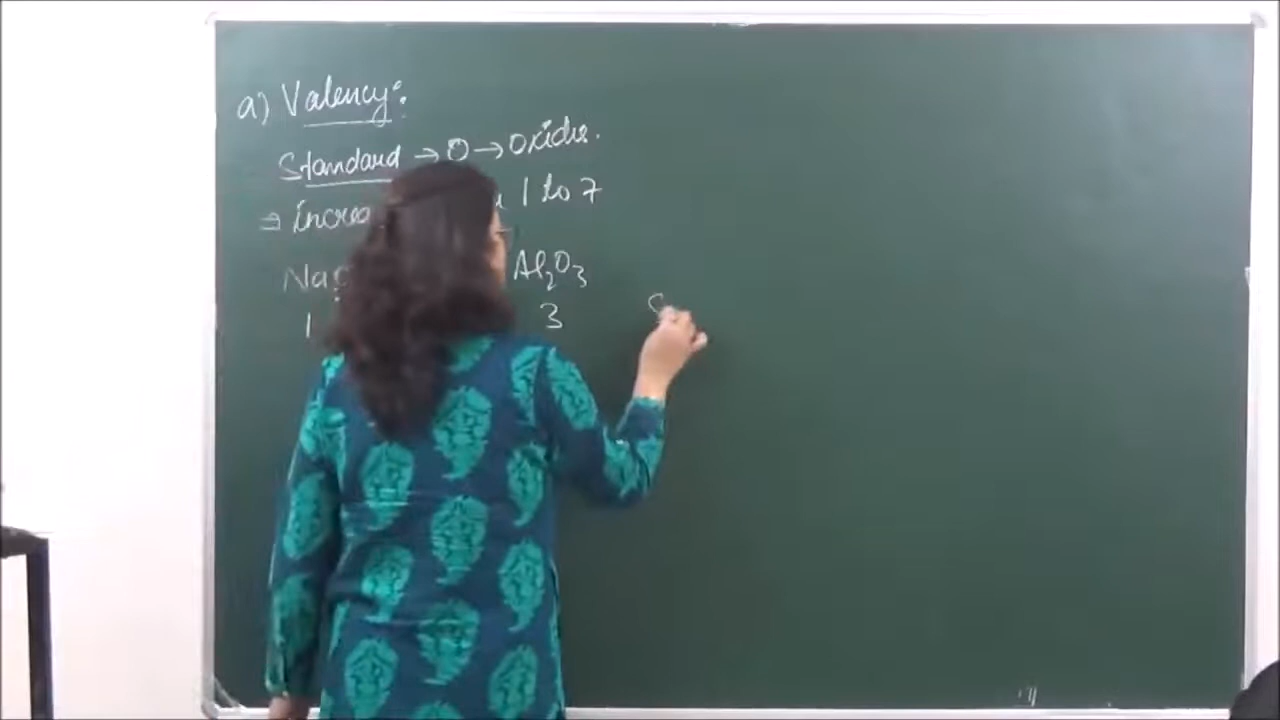 a) Valency:
Standard → O → Oxides.
⇒ Increa 1 to 7
Na Al₂O₃
1 3
S